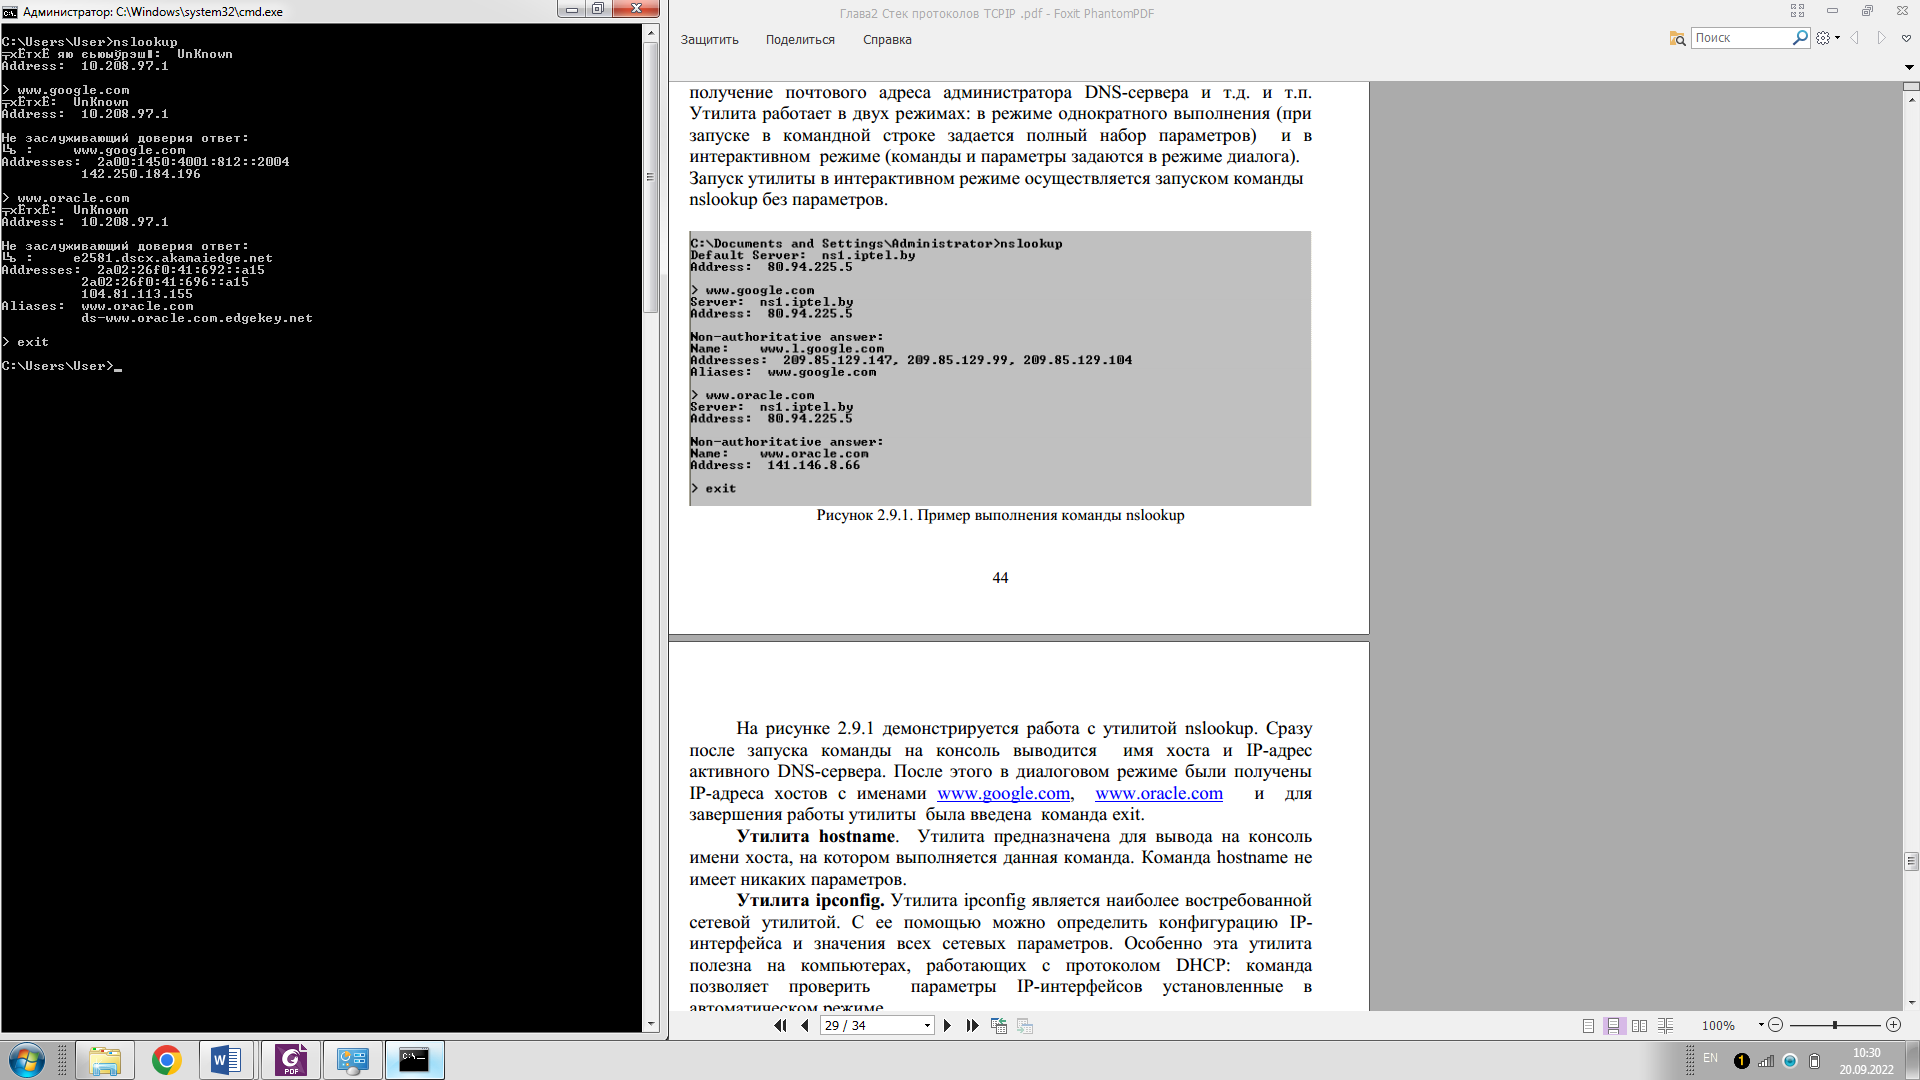 Администратор: C:\Windows\system32\cmd.exe
C:\Users\User>nslookup
╤хЁтхЁ яю єьюыўрэш■:  UnKnown
Address:  10.208.97.1
> www.google.com
╤хЁтхЁ:  UnKnown
Address:  10.208.97.1
Не заслуживающий доверия ответ:
╚ь :     www.google.com
Addresses:  2a00:1450:4001:812::2004
142.250.184.196
> www.oracle.com
╤хЁтхЁ:  UnKnown
Address:  10.208.97.1
Не заслуживающий доверия ответ:
╚ь :     e2581.dscx.akamaiedge.net
Addresses:  2a02:26f0:41:692::a15
2a02:26f0:41:696::a15
104.81.113.155
Aliases:  www.oracle.com
ds-www.oracle.com.edgekey.net
> exit
C:\Users\User>_
Глава2 Стек протоколов TCPIP .pdf - Foxit PhantomPDF
Защитить Поделиться Справка
Поиск
получение почтового адреса администратора DNS-сервера и т.д. и т.п.
Утилита работает в двух режимах: в режиме однократного выполнения (при
запуске в командной строке задается полный набор параметров) и в
интерактивном режиме (команды и параметры задаются в режиме диалога).
Запуск утилиты в интерактивном режиме осуществляется запуском команды
nslookup без параметров.
C:\Documents and Settings\Administrator>nslookup
Default Server:  ns1.iptel.by
Address:  80.94.225.5
> www.google.com
Server:  ns1.iptel.by
Address:  80.94.225.5
Non-authoritative answer:
Name:    www.l.google.com
Addresses:  209.85.129.147, 209.85.129.99, 209.85.129.104
Aliases:  www.google.com
> www.oracle.com
Server:  ns1.iptel.by
Address:  80.94.225.5
Non-authoritative answer:
Name:    www.oracle.com
Address:  141.146.8.66
> exit
Рисунок 2.9.1. Пример выполнения команды nslookup
44
На рисунке 2.9.1 демонстрируется работа с утилитой nslookup. Сразу
после запуска команды на консоль выводится имя хоста и IP-адрес
активного DNS-сервера. После этого в диалоговом режиме были получены
IP-адреса хостов с именами www.google.com, www.oracle.com и для
завершения работы утилиты была введена команда exit.
Утилита hostname. Утилита предназначена для вывода на консоль
имени хоста, на котором выполняется данная команда. Команда hostname не
имеет никаких параметров.
Утилита ipconfig. Утилита ipconfig является наиболее востребованной
сетевой утилитой. С ее помощью можно определить конфигурацию IP-
интерфейса и значения всех сетевых параметров. Особенно эта утилита
полезна на компьютерах, работающих с протоколом DHCP: команда
позволяет проверить параметры IP-интерфейсов установленные в
автоматическом режиме.
29 / 34
100%
EN
10:30
20.09.2022